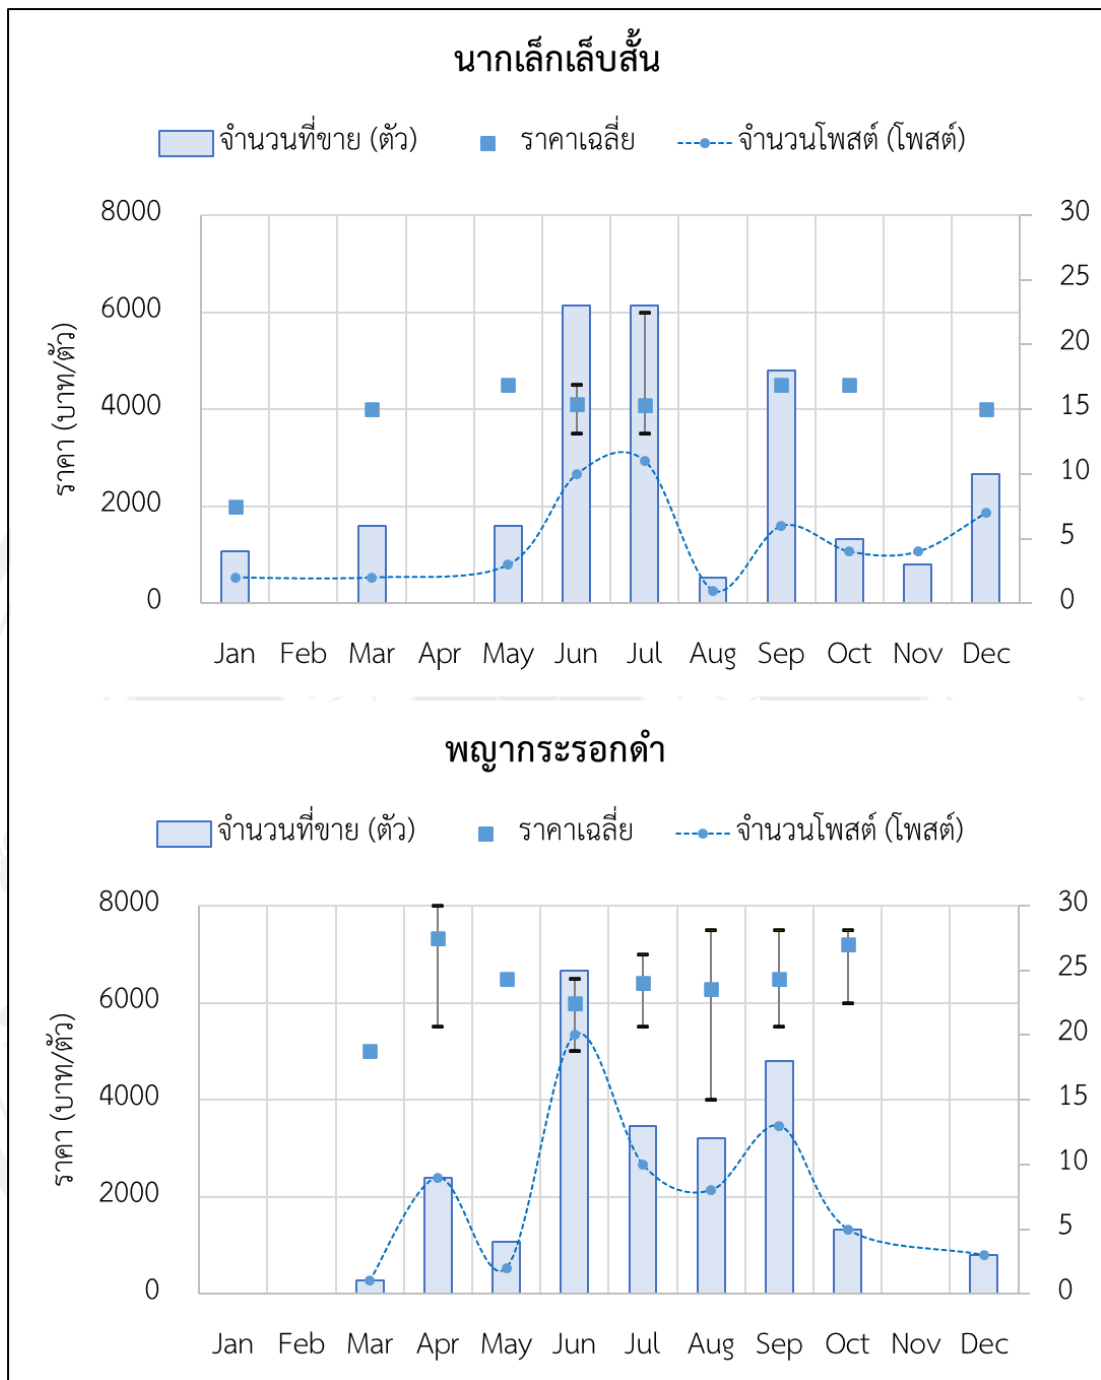 นากเล็กเล็บสั้น
จำนวนที่ขาย (ตัว) ราคาเฉลี่ย จำนวนโพสต์ (โพสต์)
ราคา (บาท/ตัว)
8000 30
25
6000
20
4000 15
10
2000
5
0 0
Jan Feb Mar Apr May Jun Jul Aug Sep Oct Nov Dec
พญากระรอกดำ
จำนวนที่ขาย (ตัว) ราคาเฉลี่ย จำนวนโพสต์ (โพสต์)
ราคา (บาท/ตัว)
8000 30
25
6000
20
4000 15
10
2000
5
0 0
Jan Feb Mar Apr May Jun Jul Aug Sep Oct Nov Dec